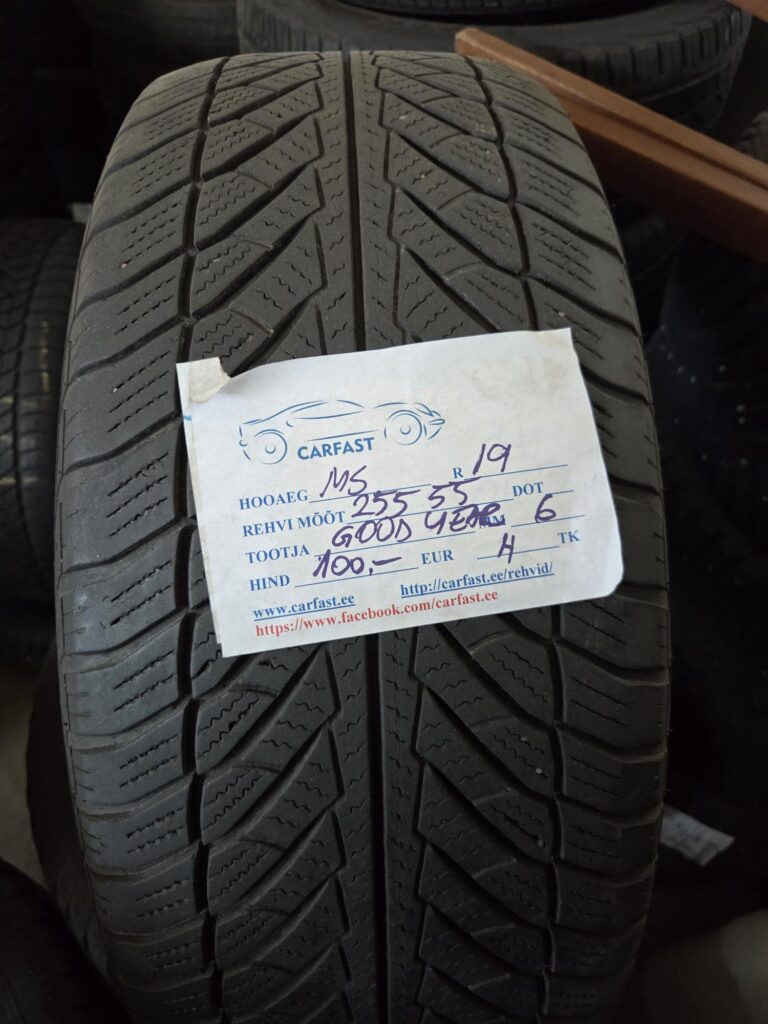 CARFAST
HOOAEG MS R 19
REHVI MÕÕT 255 55 DOT
TOOTJA GOOD YEAR MM 6
HIND 100,- EUR 4 TK
www.carfast.ee http://carfast.ee/rehvid/
https://www.facebook.com/carfast.ee